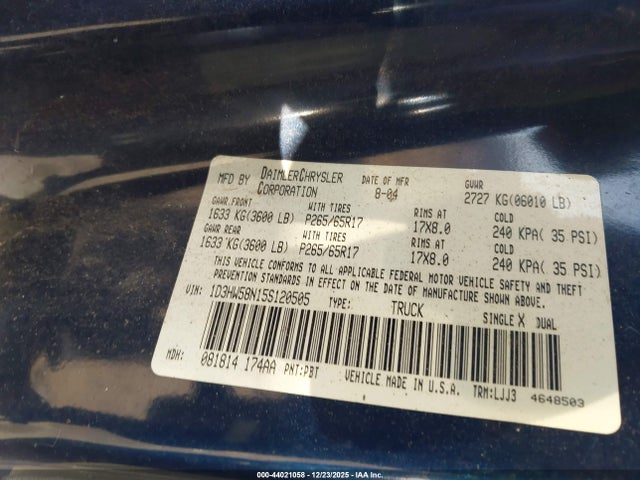 MFD BY DAIMLERCHRYSLER CORPORATION DATE OF MFR 8-04 GVWR 2727 KG(06010 LB)
GAWR FRONT WITH TIRES RIMS AT COLD
1633 KG(3600 LB) P265/65R17 17X8.0 240 KPA( 35 PSI)
GAWR REAR WITH TIRES RIMS AT COLD
1633 KG(3600 LB) P265/65R17 17X8.0 240 KPA( 35 PSI)
THIS VEHICLE CONFORMS TO ALL APPLICABLE FEDERAL MOTOR VEHICLE SAFETY AND THEFT
PREVENTION STANDARDS IN EFFECT ON THE DATE OF MANUFACTURE SHOWN ABOVE.
VIN: 1D3HW58N15S120505 TYPE: TRUCK SINGLE X DUAL
MDH: 081814 174AA PNT:PBT VEHICLE MADE IN U.S.A. TRM:LJJ3 4648503
000-44021058 - 12/23/2025 - IAA Inc.